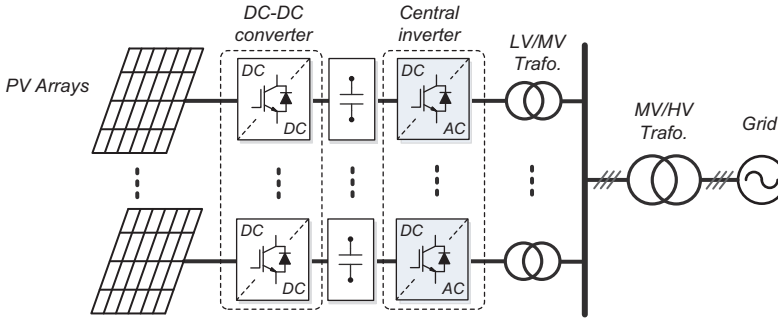 DC-DC
converter
Central
inverter
LV/MV
Trafo.
PV Arrays
MV/HV
Trafo.
Grid
DC
DC
DC
AC
DC
DC
DC
AC